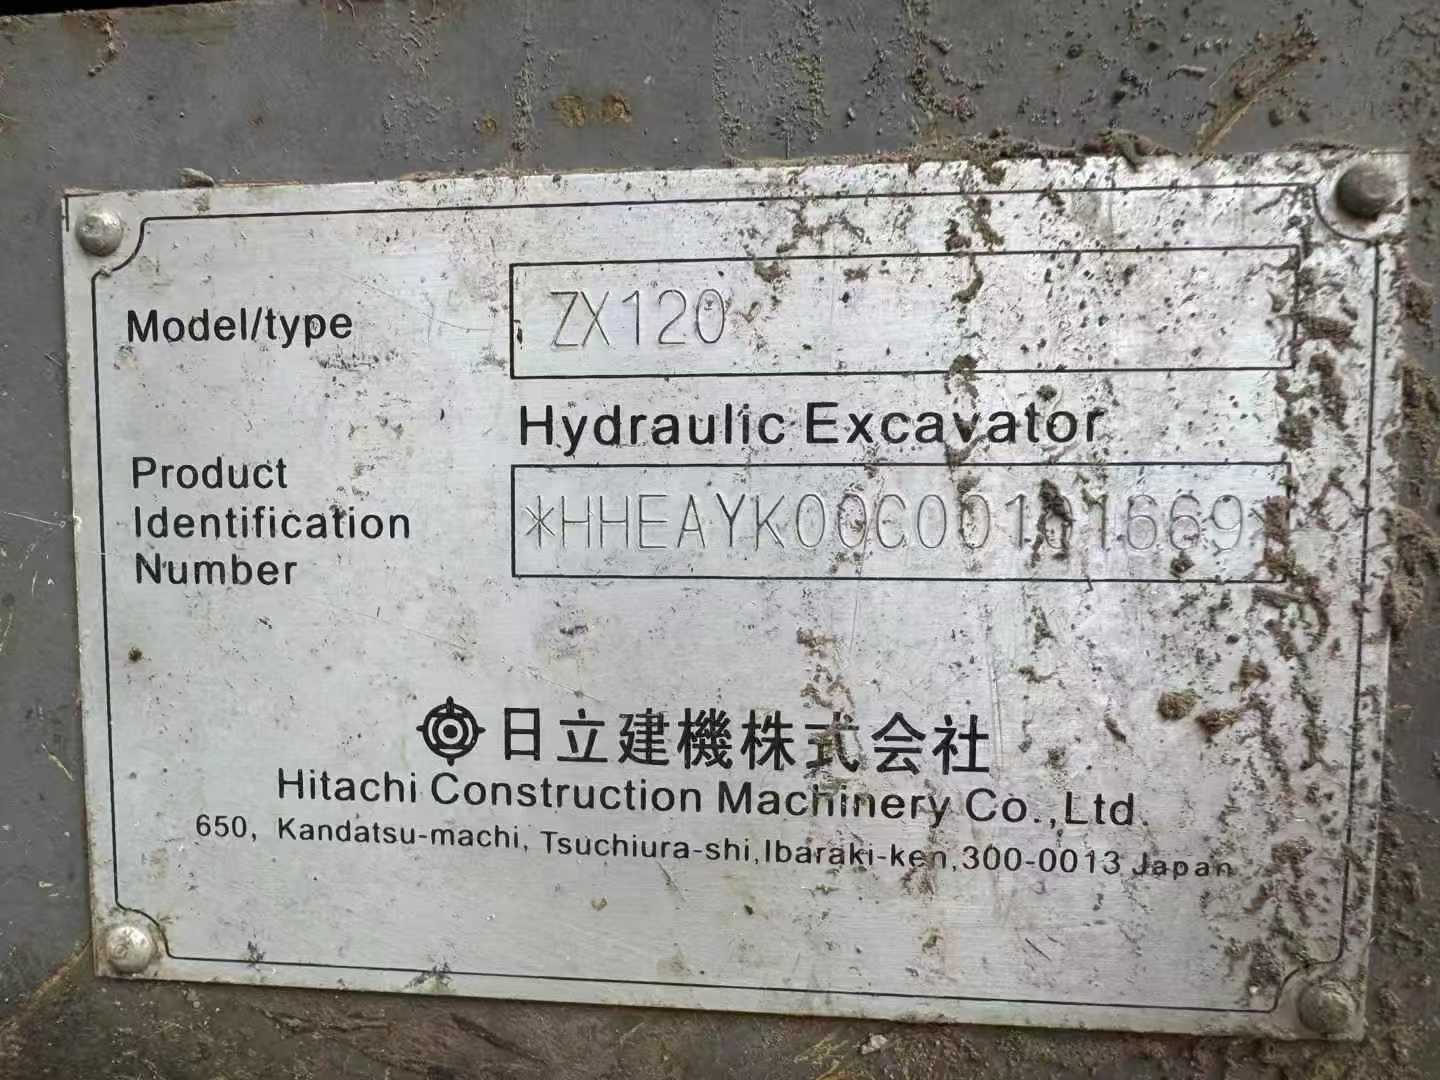 Model/type
ZX120
Hydraulic Excavator
Product
Identification
Number
*HHEAYK00C00101669*
日立建機株式会社
Hitachi Construction Machinery Co.,Ltd.
650, Kandatsu-machi, Tsuchiura-shi,Ibaraki-ken,300-0013 Japan